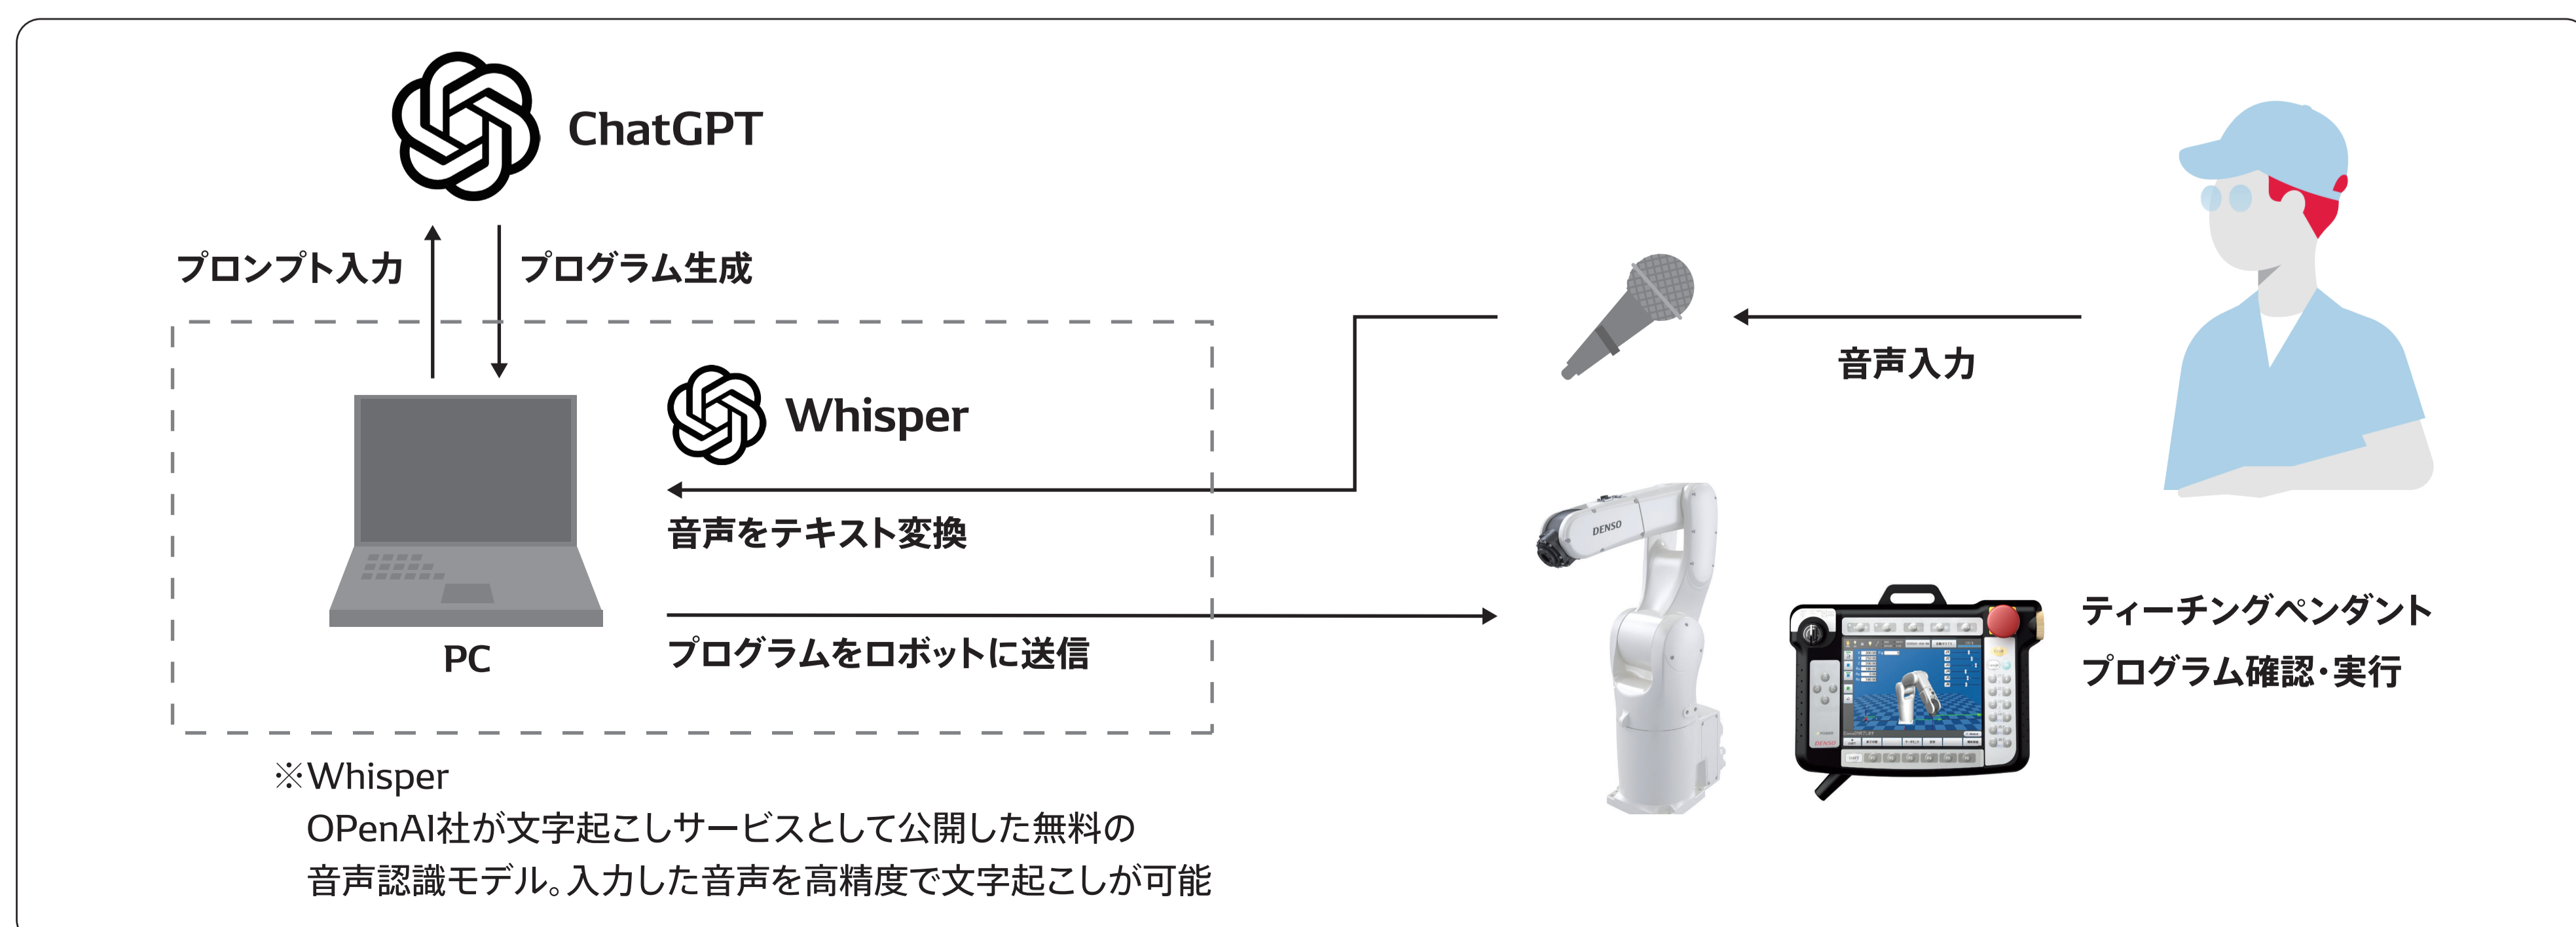 ChatGPT
プロンプト入力
プログラム生成
Whisper
音声入力
音声をテキスト変換
DENSO
PC
プログラムをロボットに送信
ティーチングペンダント
プログラム確認・実行
DENSO
※Whisper
OPenAI社が文字起こしサービスとして公開した無料の
音声認識モデル。入力した音声を高精度で文字起こしが可能